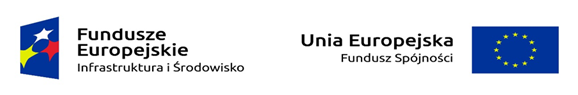 Fundusze
Europejskie
Infrastruktura i Środowisko
Unia Europejska
Fundusz Spójności